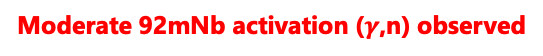 Moderate 92mNb activation (𝛾,n) observed